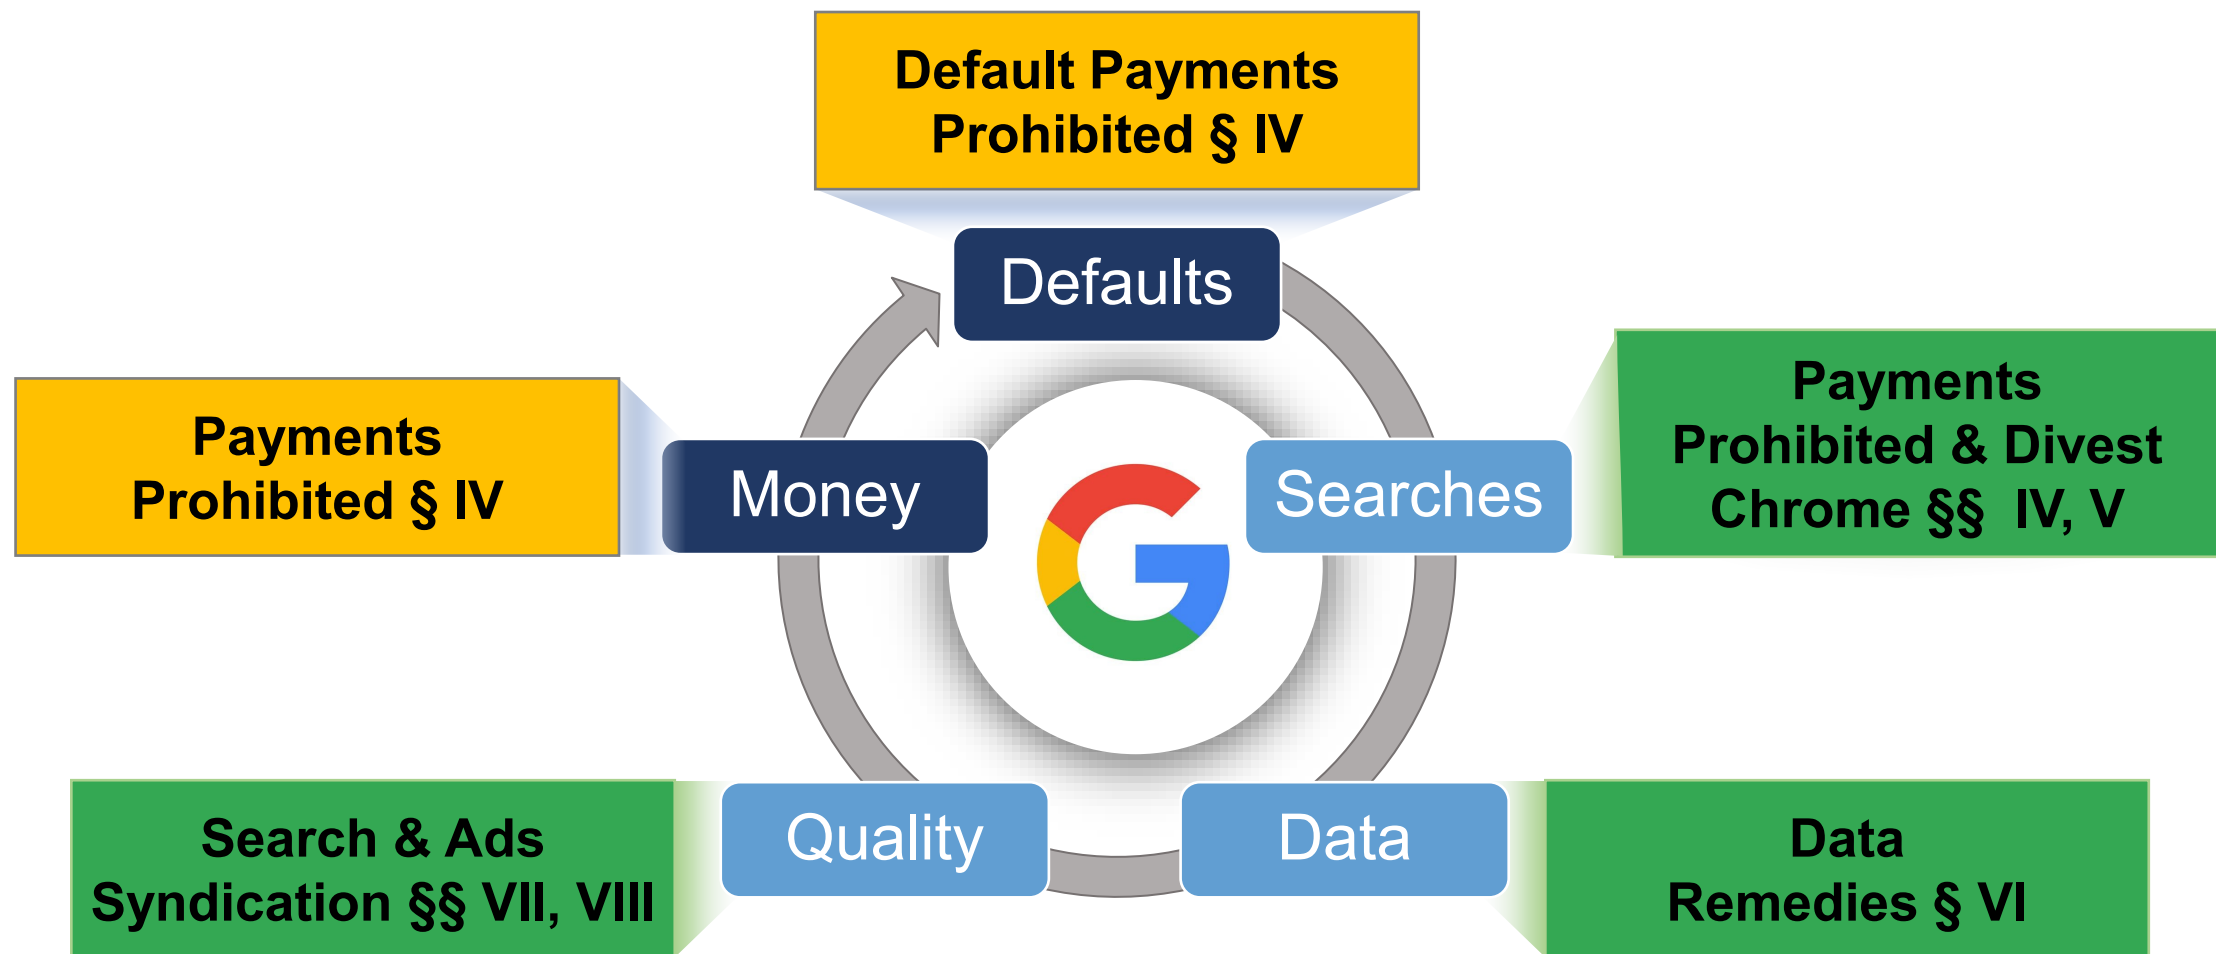 Default Payments
Prohibited § IV
Defaults
Payments
Prohibited & Divest
Chrome §§ IV, V
Payments
Prohibited § IV
Money
Searches
Search & Ads
Syndication §§ VII, VIII
Quality
Data
Data
Remedies § VI